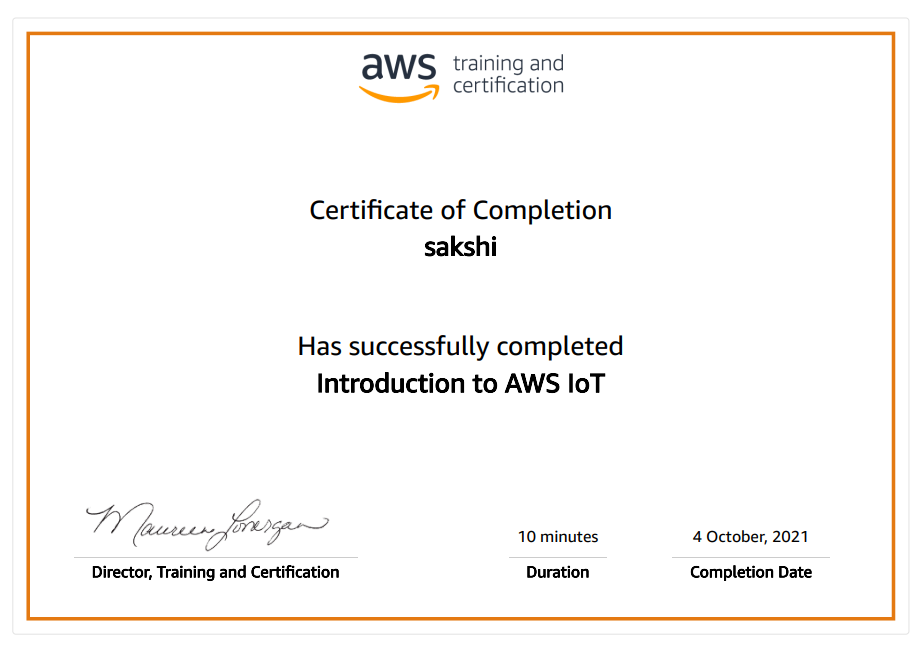 aws training and
certification
Certificate of Completion
sakshi
Has successfully completed
Introduction to AWS IoT
Maureen Lonergan
10 minutes
4 October, 2021
Director, Training and Certification
Duration
Completion Date